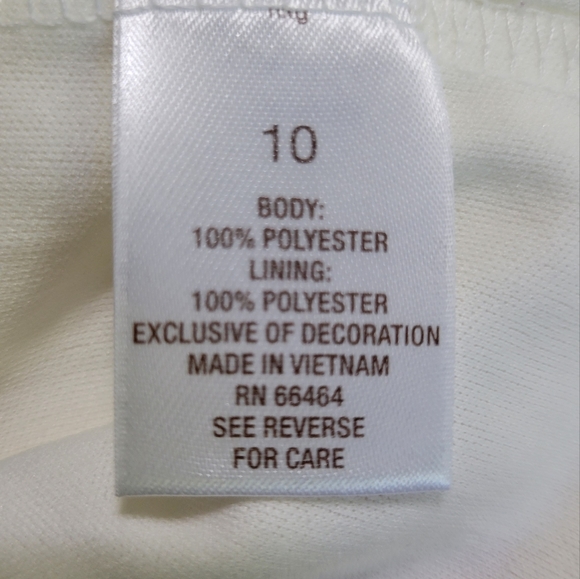 10
BODY:
100% POLYESTER
LINING:
100% POLYESTER
EXCLUSIVE OF DECORATION
MADE IN VIETNAM
RN 66464
SEE REVERSE
FOR CARE